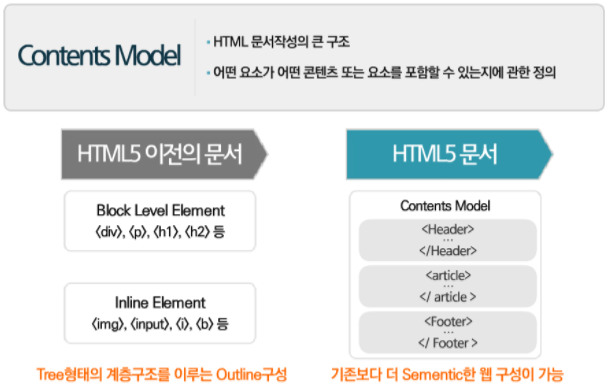 Contents Model
▪ HTML 문서작성의 큰 구조
▪ 어떤 요소가 어떤 콘텐츠 또는 요소를 포함할 수 있는지에 관한 정의
HTML5 이전의 문서
Block Level Element
<div>, <p>, <h1>, <h2> 등
Inline Element
<img>, <input>, <i>, <b> 등
Tree형태의 계층구조를 이루는 Outline구성
HTML5 문서
Contents Model
<Header>
...
</Header>
<article>
...
</ article >
<Footer>
...
</ Footer >
기존보다 더 Sementic한 웹 구성이 가능